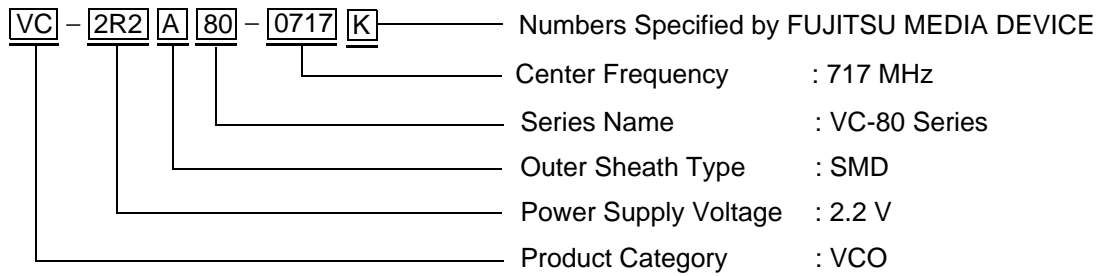 VC – 2R2 A 80 – 0717 K Numbers Specified by FUJITSU MEDIA DEVICE
Center Frequency : 717 MHz
Series Name : VC-80 Series
Outer Sheath Type : SMD
Power Supply Voltage : 2.2 V
Product Category : VCO